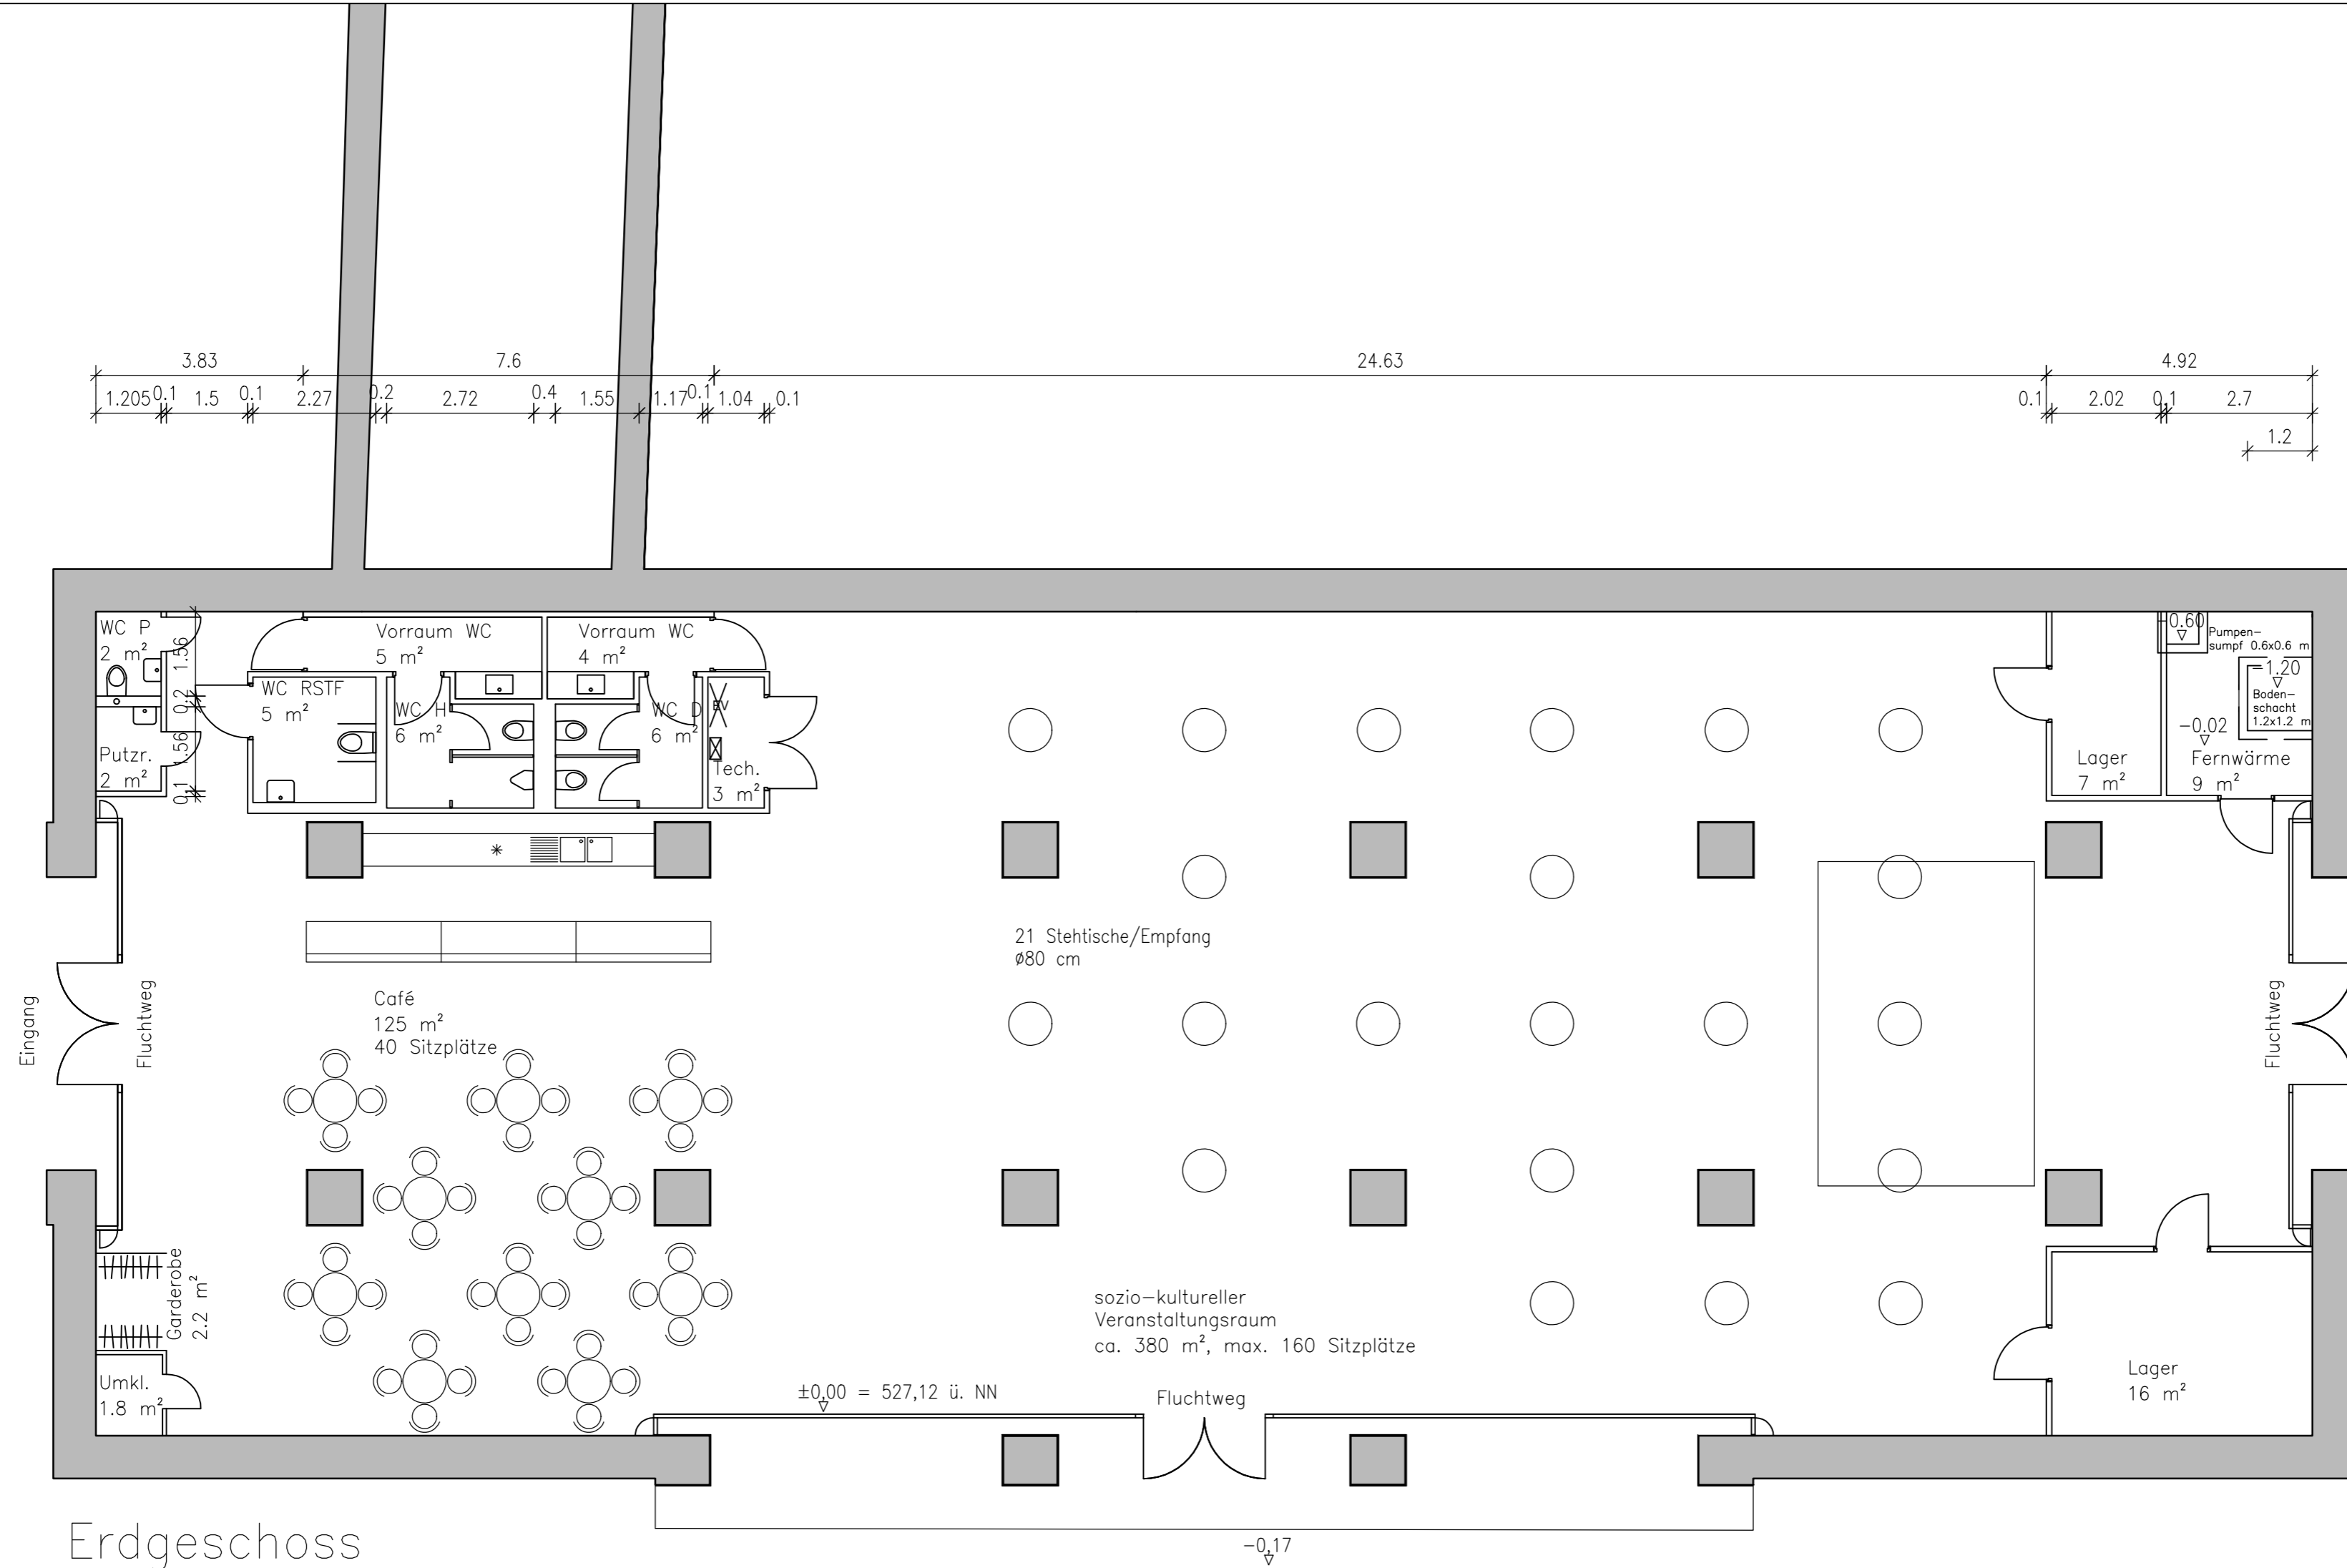 3.83 7.6 24.63 4.92
1.205 0.1 1.5 0.1 2.27 0.2 2.72 0.4 1.55 1.17 0.1 1.04 0.1 0.1 2.02 0.1 2.7
1.2
WC P
2 m²
1.56
0.2
1.56
0.1
Putzr.
2 m²
Vorraum WC
5 m²
Vorraum WC
4 m²
WC RSTF
5 m²
WC H
6 m²
WC D
6 m²
EV
Tech.
3 m²
Lager
7 m²
-0.60
Pumpen-
sumpf 0.6x0.6 m
-1.20
Boden-
schacht
1.2x1.2 m
-0.02
Fernwärme
9 m²
21 Stehtische/Empfang
ø80 cm
Eingang
Fluchtweg
Café
125 m²
40 Sitzplätze
Fluchtweg
Garderobe
2.2 m²
Umkl.
1.8 m²
sozio-kultureller
Veranstaltungsraum
ca. 380 m², max. 160 Sitzplätze
±0,00 = 527,12 ü. NN
Fluchtweg
Lager
16 m²
Erdgeschoss
-0,17